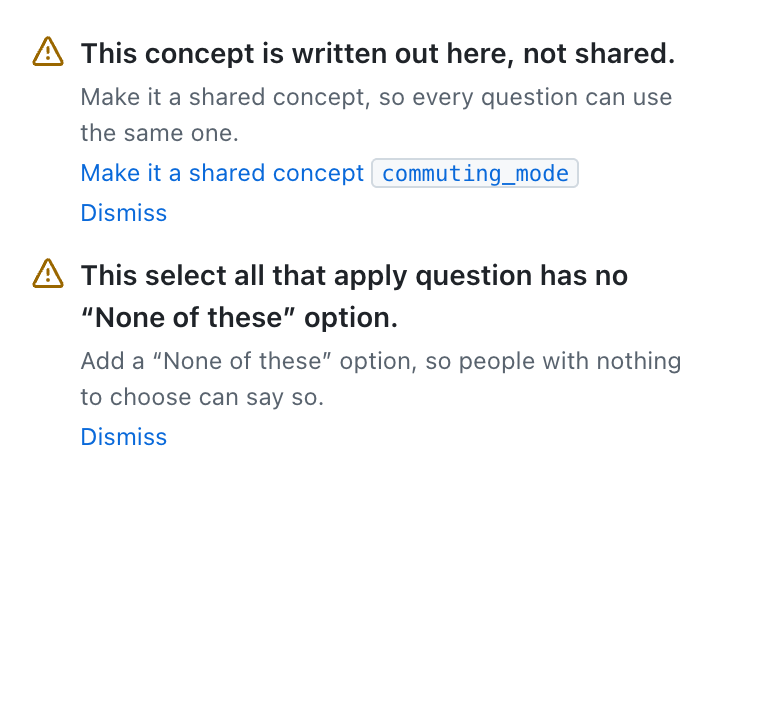 This concept is written out here, not shared.
Make it a shared concept, so every question can use
the same one.
Make it a shared concept commuting_mode
Dismiss
This select all that apply question has no
“None of these” option.
Add a “None of these” option, so people with nothing
to choose can say so.
Dismiss